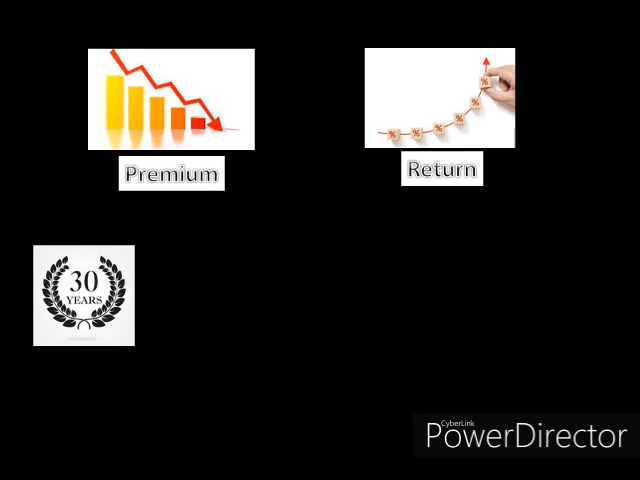 % % % % % %
Premium
Return
30
YEARS
CyberLink
PowerDirector